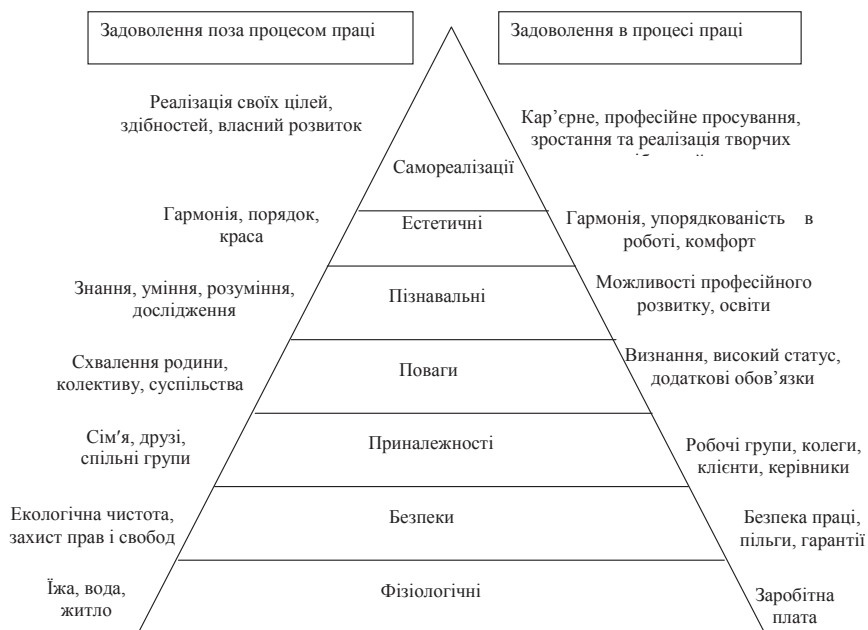 Задоволення поза процесом праці
Задоволення в процесі праці
Реалізація своїх цілей,
здібностей, власний розвиток
Самореалізації
Кар’єрне, професійне просування,
зростання та реалізація творчих
Гармонія, порядок,
краса
Естетичні
Гармонія, упорядкованість в
роботі, комфорт
Знання, уміння, розуміння,
дослідження
Пізнавальні
Можливості професійного
розвитку, освіти
Схвалення родини,
колективу, суспільства
Поваги
Визнання, високий статус,
додаткові обов’язки
Сім’я, друзі,
спільні групи
Приналежності
Робочі групи, колеги,
клієнти, керівники
Екологічна чистота,
захист прав і свобод
Безпеки
Безпека праці,
пільги, гарантії
Їжа, вода,
житло
Фізіологічні
Заробітна
плата